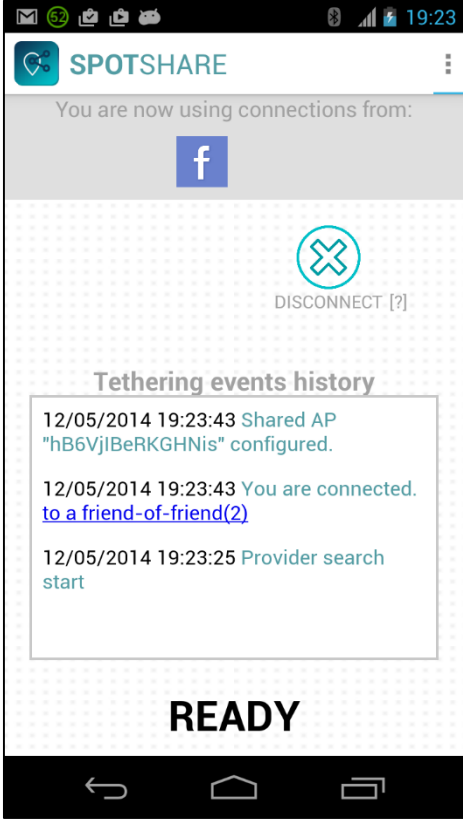 52
19:23
SPOTSHARE
You are now using connections from:
f
DISCONNECT [?]
Tethering events history
12/05/2014 19:23:43 Shared AP
"hB6VjIBeRKGHNis" configured.
12/05/2014 19:23:43 You are connected.
to a friend-of-friend(2)
12/05/2014 19:23:25 Provider search
start
READY